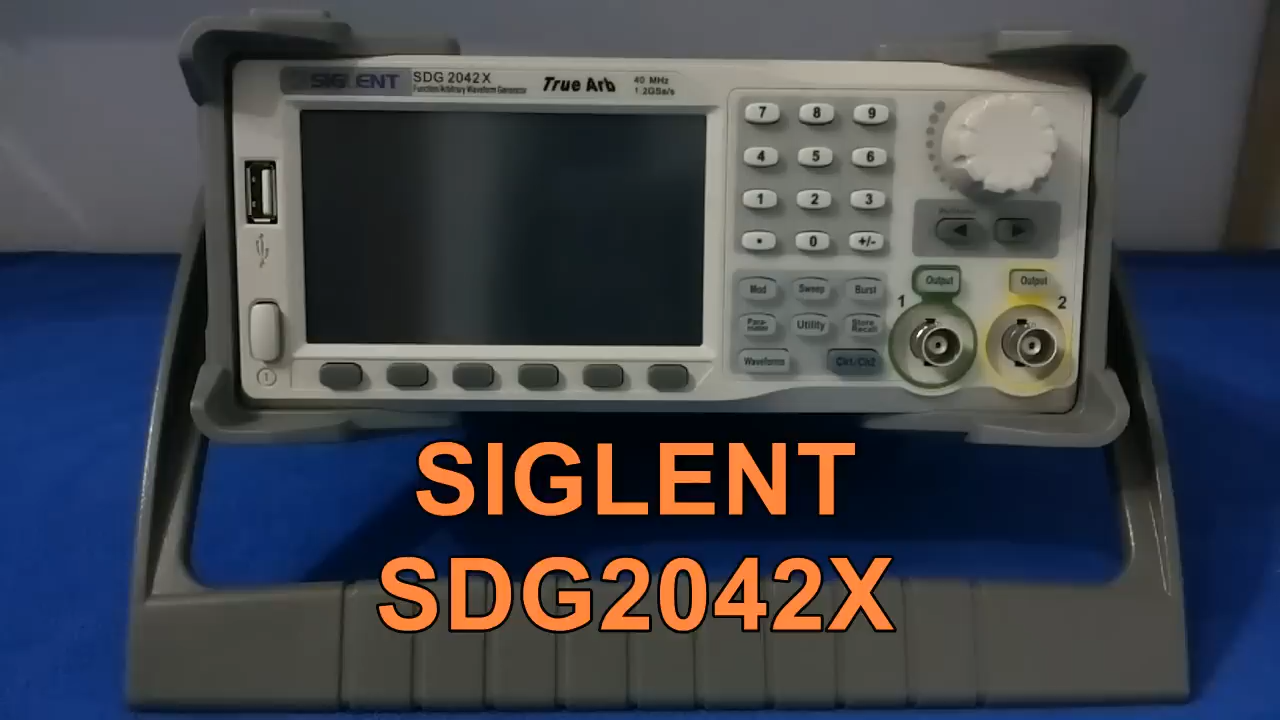 SIGLENT SDG 2042X
Function/Arbitrary Waveform Generator
True Arb
40 MHz
1.2GSa/s
7 8 9
4 5 6
1 2 3
• 0 +/-
Mod Sweep Burst
Para-
meter
Utility
Store
Recall
Waveforms Ch1/Ch2
Output
Output
1
2
SIGLENT
SDG2042X